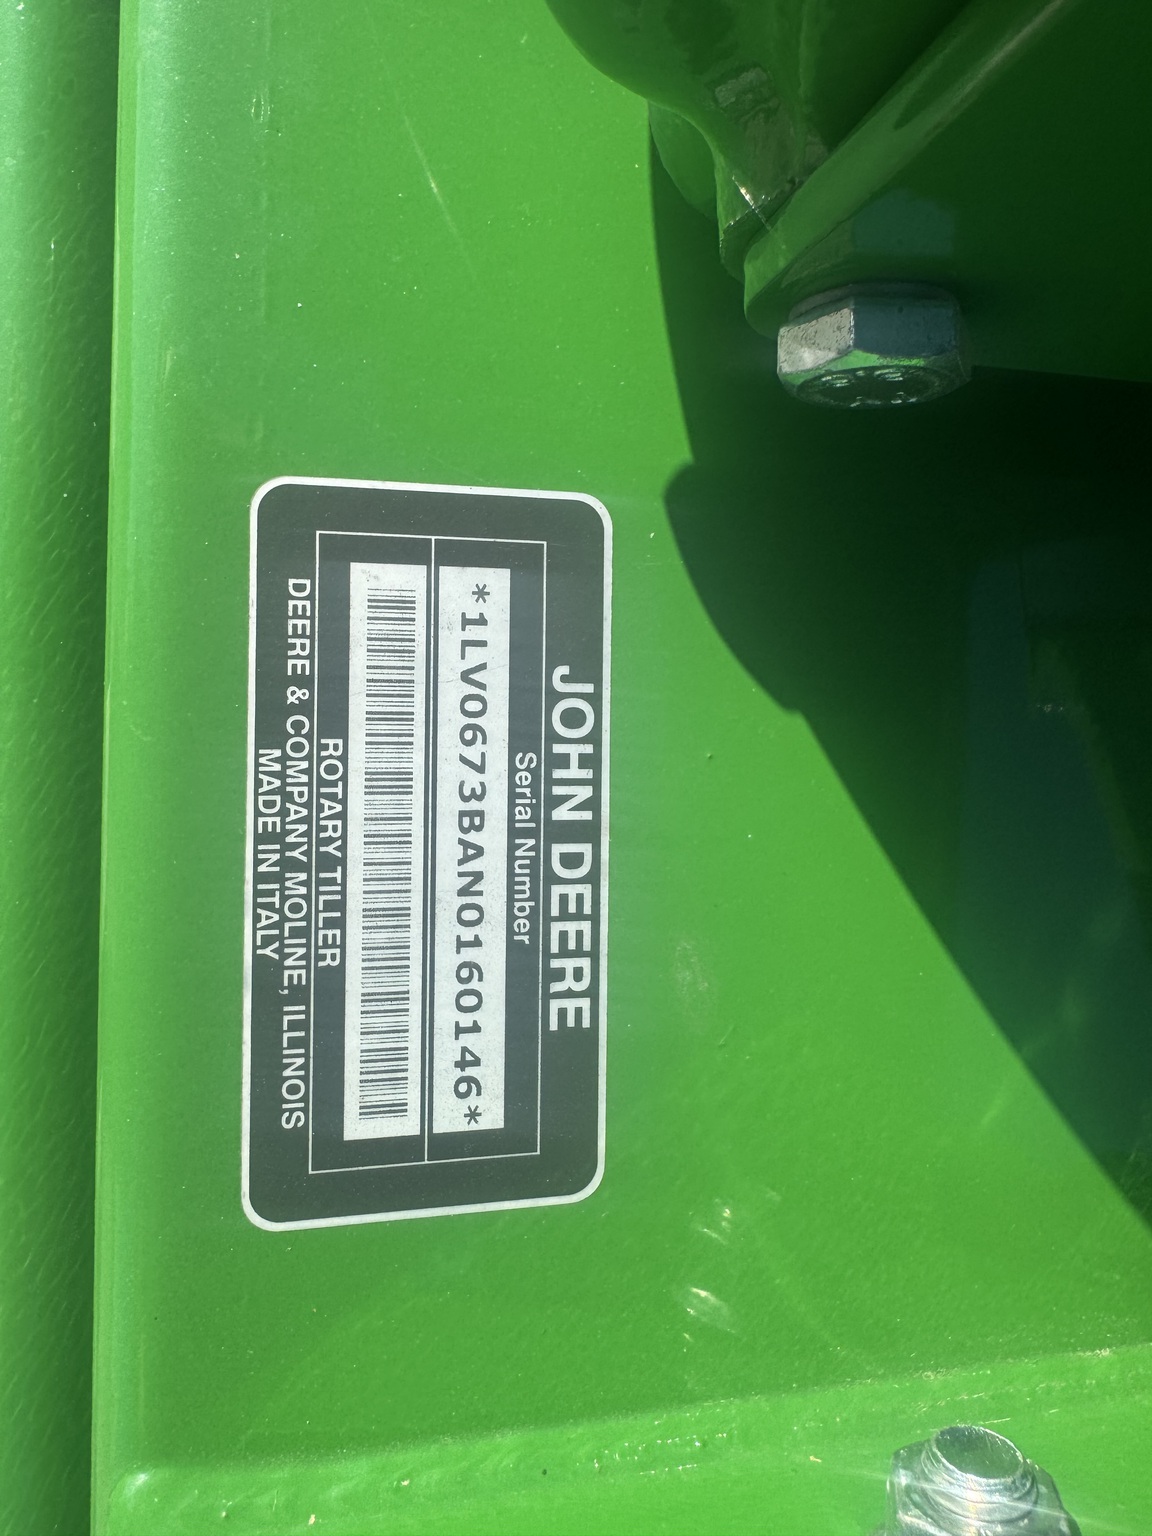 JOHN DEERE
Serial Number
*1LV0673BAN0160146*
ROTARY TILLER
DEERE & COMPANY MOLINE, ILLINOIS
MADE IN ITALY